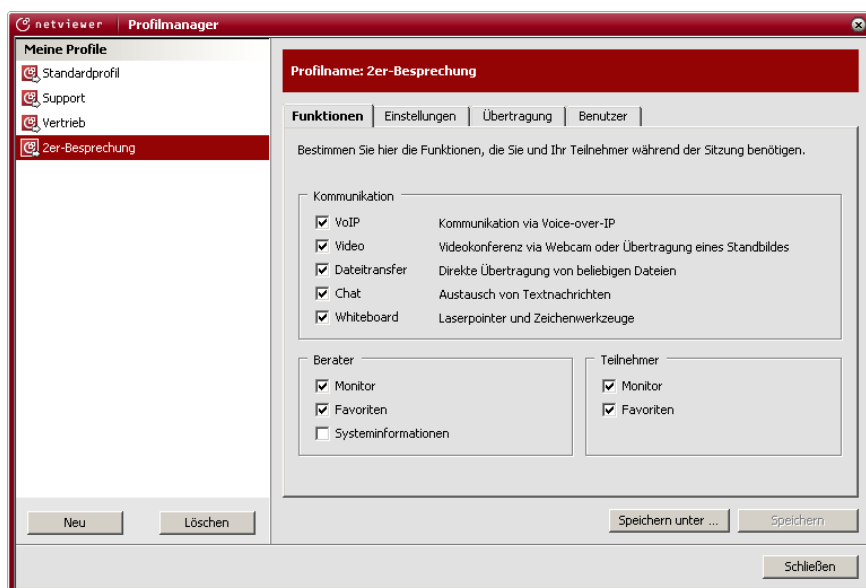 netviewer Profilmanager
Meine Profile
Standardprofil
Support
Vertrieb
2er-Besprechung
Neu Löschen
Profilname: 2er-Besprechung
Funktionen Einstellungen Übertragung Benutzer
Bestimmen Sie hier die Funktionen, die Sie und Ihr Teilnehmer während der Sitzung benötigen.
Kommunikation
VoIP Kommunikation via Voice-over-IP
Video Videokonferenz via Webcam oder Übertragung eines Standbildes
Dateitransfer Direkte Übertragung von beliebigen Dateien
Chat Austausch von Textnachrichten
Whiteboard Laserpointer und Zeichenwerkzeuge
Berater
Monitor
Favoriten
Systeminformationen
Teilnehmer
Monitor
Favoriten
Speichern unter ... Speichern
Schließen